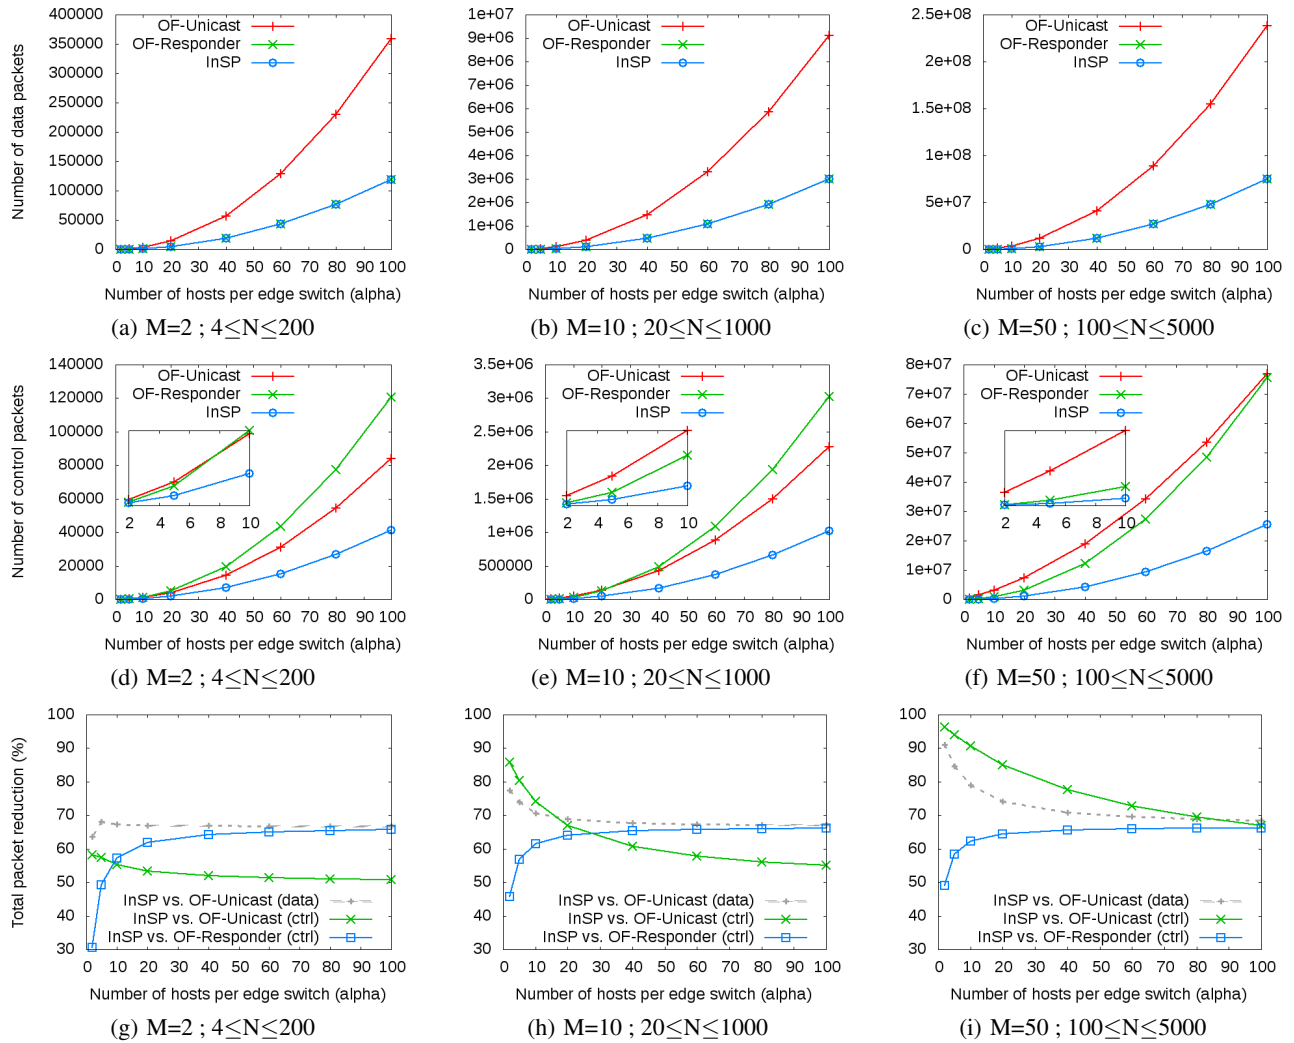 Number of data packets
400000
350000
300000
250000
200000
150000
100000
50000
0
OF-Unicast
OF-Responder
InSP
0 10 20 30 40 50 60 70 80 90 100
Number of hosts per edge switch (alpha)
(a) M=2 ; 4≤N≤200
1e+07
9e+06
8e+06
7e+06
6e+06
5e+06
4e+06
3e+06
2e+06
1e+06
0
OF-Unicast
OF-Responder
InSP
0 10 20 30 40 50 60 70 80 90 100
Number of hosts per edge switch (alpha)
(b) M=10 ; 20≤N≤1000
2.5e+08
2e+08
1.5e+08
1e+08
5e+07
0
OF-Unicast
OF-Responder
InSP
0 10 20 30 40 50 60 70 80 90 100
Number of hosts per edge switch (alpha)
(c) M=50 ; 100≤N≤5000
Number of control packets
140000
120000
100000
80000
60000
40000
20000
0
OF-Unicast
OF-Responder
InSP
2 4 6 8 10
0 10 20 30 40 50 60 70 80 90 100
Number of hosts per edge switch (alpha)
(d) M=2 ; 4≤N≤200
3.5e+06
3e+06
2.5e+06
2e+06
1.5e+06
1e+06
500000
0
OF-Unicast
OF-Responder
InSP
2 4 6 8 10
0 10 20 30 40 50 60 70 80 90 100
Number of hosts per edge switch (alpha)
(e) M=10 ; 20≤N≤1000
8e+07
7e+07
6e+07
5e+07
4e+07
3e+07
2e+07
1e+07
0
OF-Unicast
OF-Responder
InSP
2 4 6 8 10
0 10 20 30 40 50 60 70 80 90 100
Number of hosts per edge switch (alpha)
(f) M=50 ; 100≤N≤5000
Total packet reduction (%)
100
90
80
70
60
50
40
30
InSP vs. OF-Unicast (data)
InSP vs. OF-Unicast (ctrl)
InSP vs. OF-Responder (ctrl)
0 10 20 30 40 50 60 70 80 90 100
Number of hosts per edge switch (alpha)
(g) M=2 ; 4≤N≤200
100
90
80
70
60
50
40
30
InSP vs. OF-Unicast (data)
InSP vs. OF-Unicast (ctrl)
InSP vs. OF-Responder (ctrl)
0 10 20 30 40 50 60 70 80 90 100
Number of hosts per edge switch (alpha)
(h) M=10 ; 20≤N≤1000
100
90
80
70
60
50
40
30
InSP vs. OF-Unicast (data)
InSP vs. OF-Unicast (ctrl)
InSP vs. OF-Responder (ctrl)
0 10 20 30 40 50 60 70 80 90 100
Number of hosts per edge switch (alpha)
(i) M=50 ; 100≤N≤5000